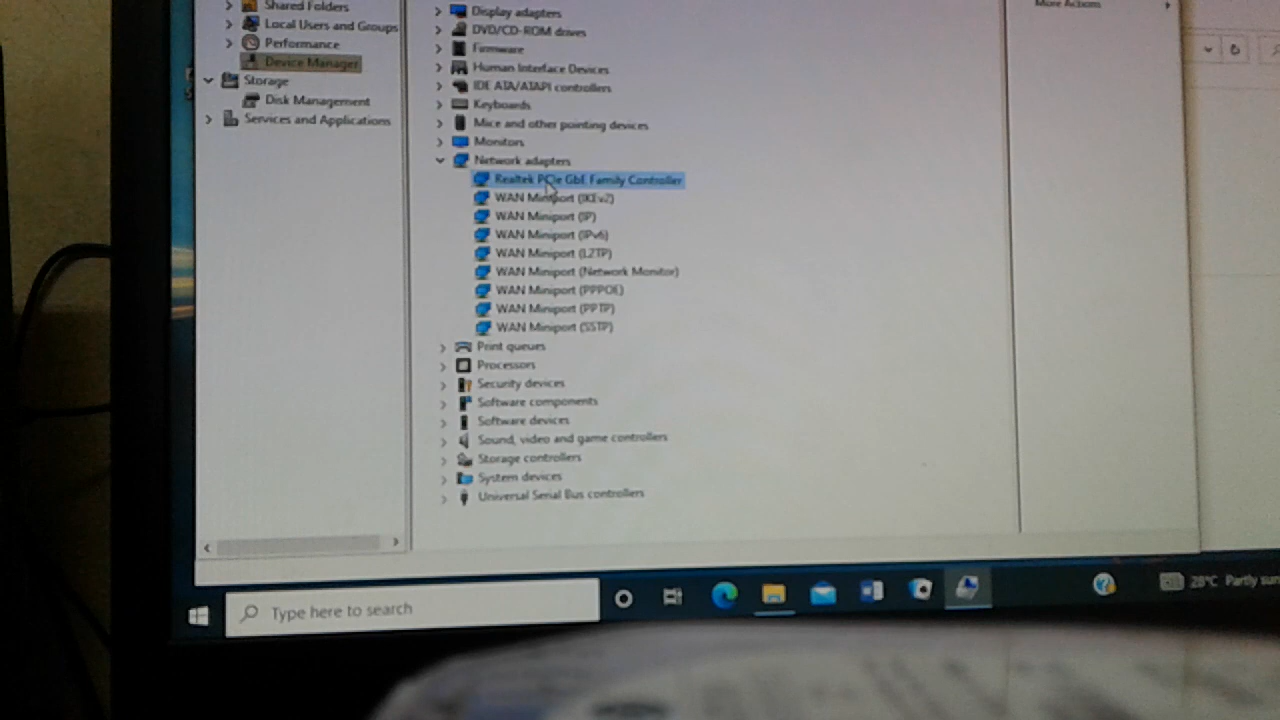 Shared Folders
Local Users and Groups
Performance
Device Manager
Storage
Disk Management
Services and Applications
Display adapters
DVD/CD-ROM drives
Firmware
Human Interface Devices
IDE ATA/ATAPI controllers
Keyboards
Mice and other pointing devices
Monitors
Network adapters
Realtek PCIe GbE Family Controller
WAN Miniport (IKEv2)
WAN Miniport (IP)
WAN Miniport (IPv6)
WAN Miniport (L2TP)
WAN Miniport (Network Monitor)
WAN Miniport (PPPOE)
WAN Miniport (PPTP)
WAN Miniport (SSTP)
Print queues
Processors
Security devices
Software components
Software devices
Sound, video and game controllers
Storage controllers
System devices
Universal Serial Bus controllers
More Actions
Type here to search
28°C Partly sun